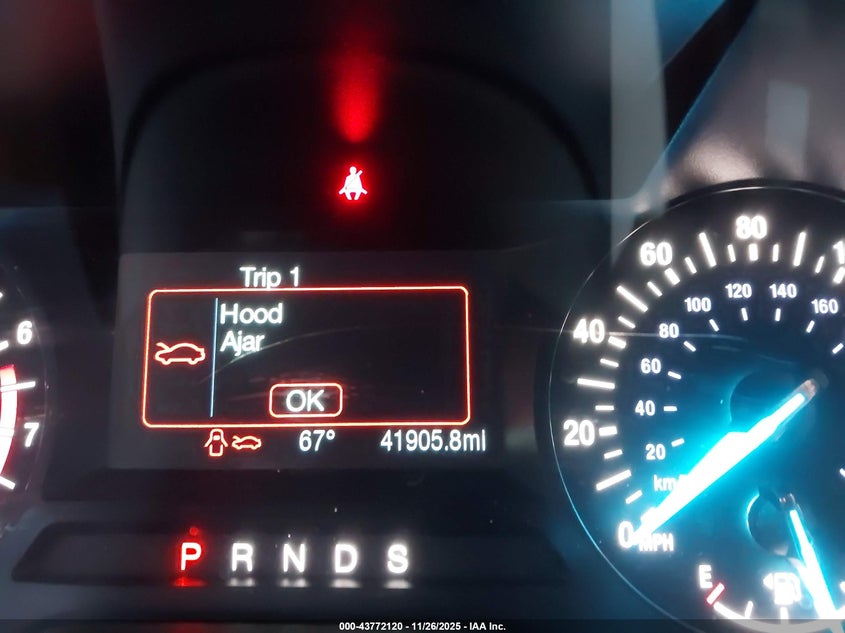 Trip 1
Hood
Ajar
OK
67° 41905.8mi
P R N D S
6
7
0 20 40 60 80
20 40 60 80 100 120 140 160
km/
MPH
E
000-43772120 - 11/26/2025 - IAA Inc.